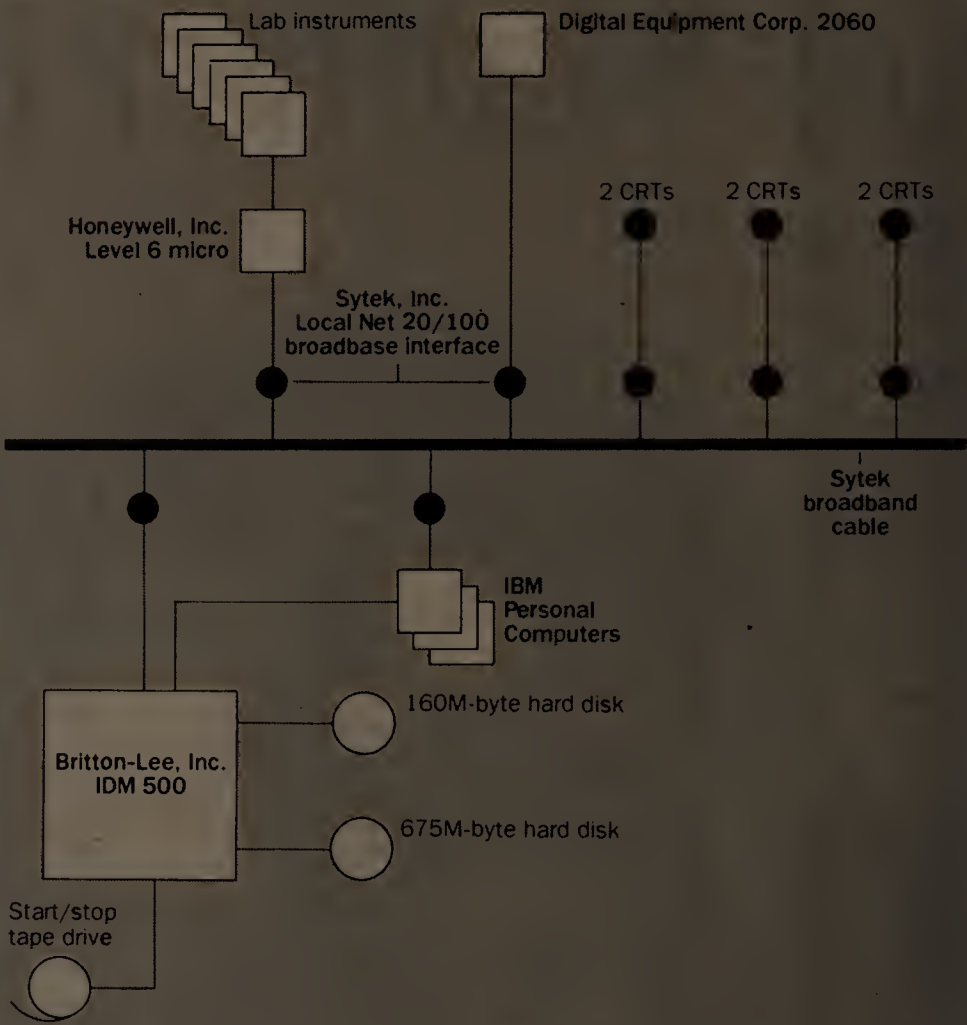 Lab instruments
Digital Equipment Corp. 2060
2 CRTs
2 CRTs
2 CRTs
Honeywell, Inc.
Level 6 micro
Sytek, Inc.
Local Net 20/100
broadbase interface
Sytek
broadband
cable
IBM
Personal
Computers
160M-byte hard disk
Britton-Lee, Inc.
IDM 500
675M-byte hard disk
Start/stop
tape drive